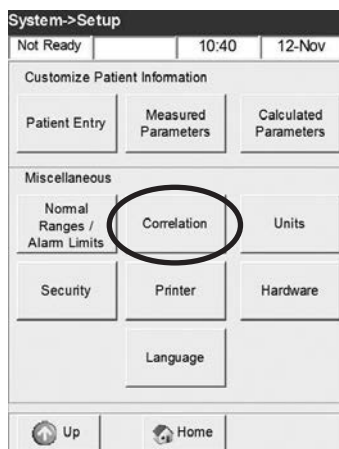 System->Setup
Not Ready 10:40 12-Nov
Customize Patient Information
Patient Entry
Measured
Parameters
Calculated
Parameters
Miscellaneous
Normal
Ranges /
Alarm Limits
Correlation
Units
Security
Printer
Hardware
Language
Up
Home